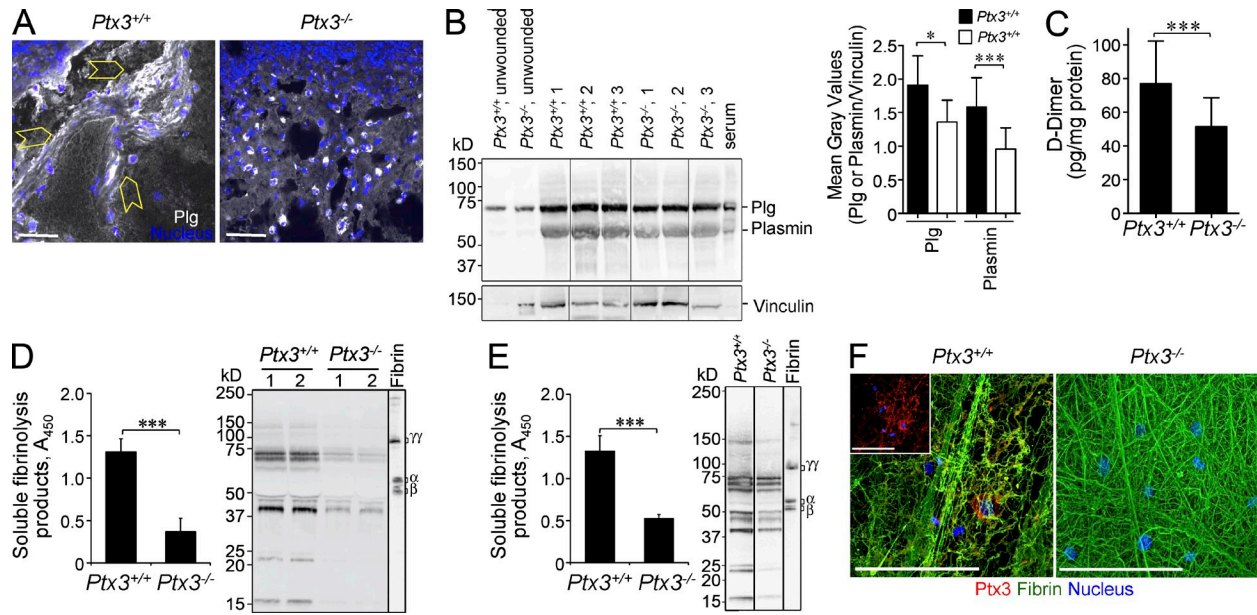 A
Ptx3+/+
Ptx3-/-
Plg
Nucleus
B
Ptx3+/+, unwounded
Ptx3-/-, unwounded
Ptx3+/+, 1
Ptx3+/+, 2
Ptx3+/+, 3
Ptx3-/-, 1
Ptx3-/-, 2
Ptx3-/-, 3
serum
kD
150
100
75
50
37
150
Plg
Plasmin
Vinculin
Ptx3+/+
Ptx3+/+
Mean Gray Values
(Plg or Plasmin/Vinculin)
2.5
2.0
1.5
1.0
0.5
0
*
***
Plg
Plasmin
C
D-Dimer
(pg/mg protein)
100
80
60
40
20
0
***
Ptx3+/+ Ptx3-/-
D
Soluble fibrinolysis
products, A450
2.0
1.5
1.0
0.5
0.0
***
Ptx3+/+ Ptx3-/-
Ptx3+/+ Ptx3-/-
Fibrin
kD 1 2 1 2
250
150
100
75
50
37
25
20
15
γγ
α
β
E
Soluble fibrinolysis
products, A450
2.0
1.5
1.0
0.5
0.0
***
Ptx3+/+ Ptx3-/-
Ptx3+/+
Ptx3-/-
Fibrin
kD
250
150
100
75
50
37
25
20
15
γγ
α
β
F
Ptx3+/+
Ptx3-/-
Ptx3 Fibrin Nucleus